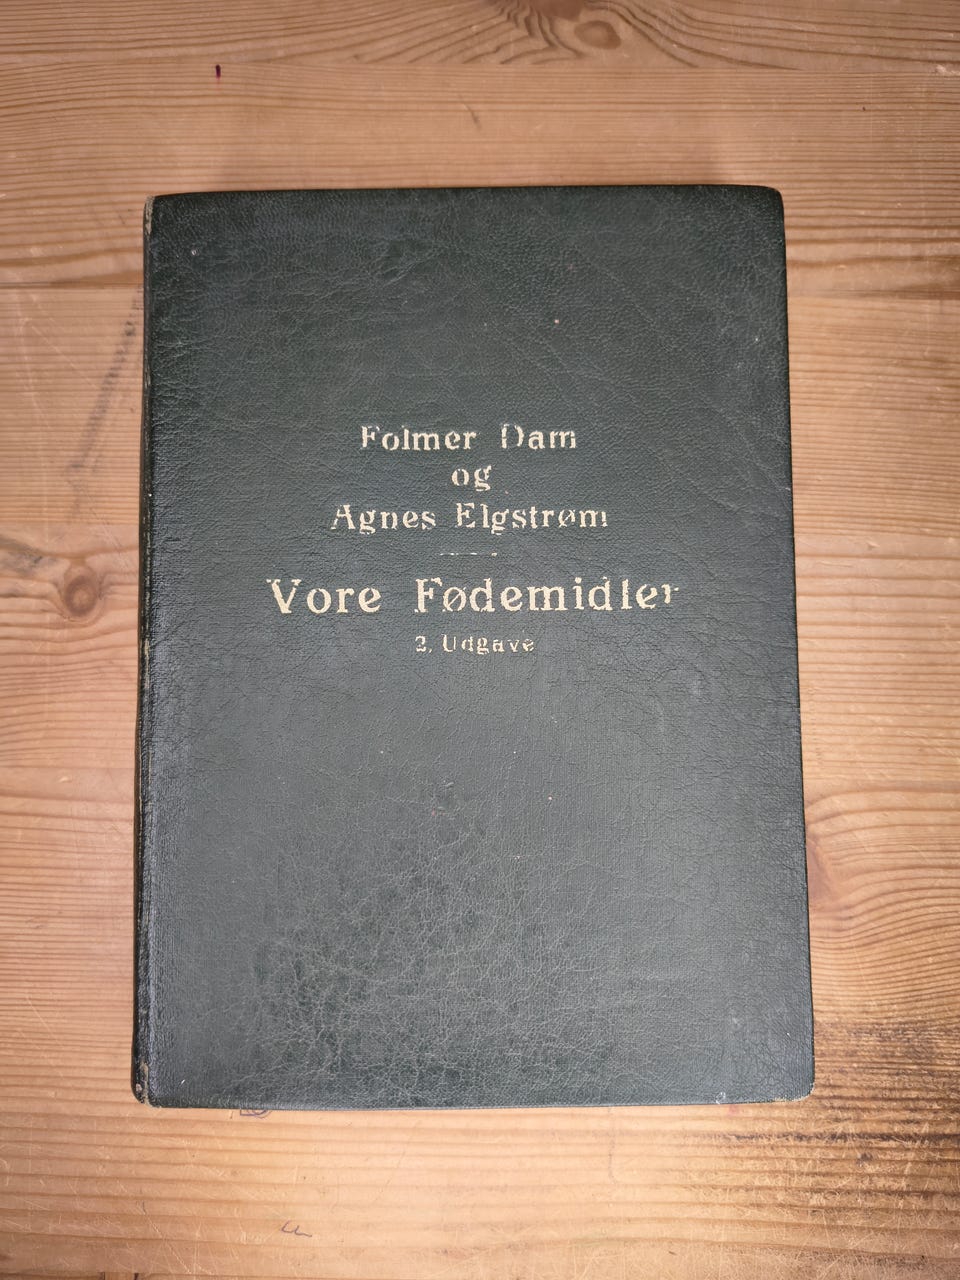 Folmer Dam
og
Agnes Elgstrøm
Vore Fødemidler
2. Udgave